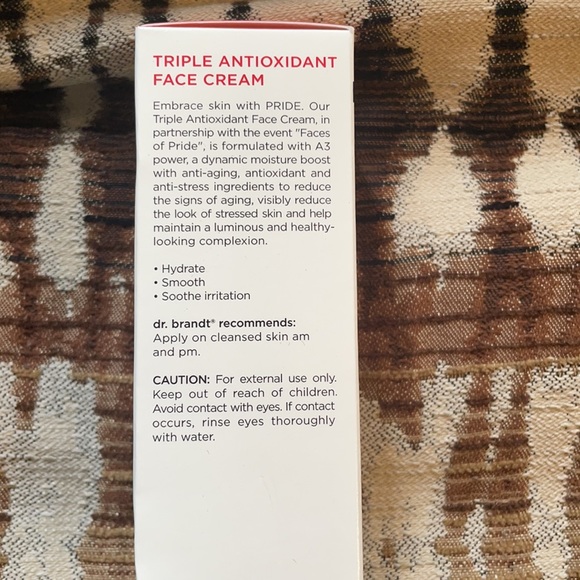 TRIPLE ANTIOXIDANT
FACE CREAM
Embrace skin with PRIDE. Our
Triple Antioxidant Face Cream, in
partnership with the event "Faces
of Pride", is formulated with A3
power, a dynamic moisture boost
with anti-aging, antioxidant and
anti-stress ingredients to reduce
the signs of aging, visibly reduce
the look of stressed skin and help
maintain a luminous and healthy-
looking complexion.
• Hydrate
• Smooth
• Soothe irritation
dr. brandt® recommends:
Apply on cleansed skin am
and pm.
CAUTION: For external use only.
Keep out of reach of children.
Avoid contact with eyes. If contact
occurs, rinse eyes thoroughly
with water.